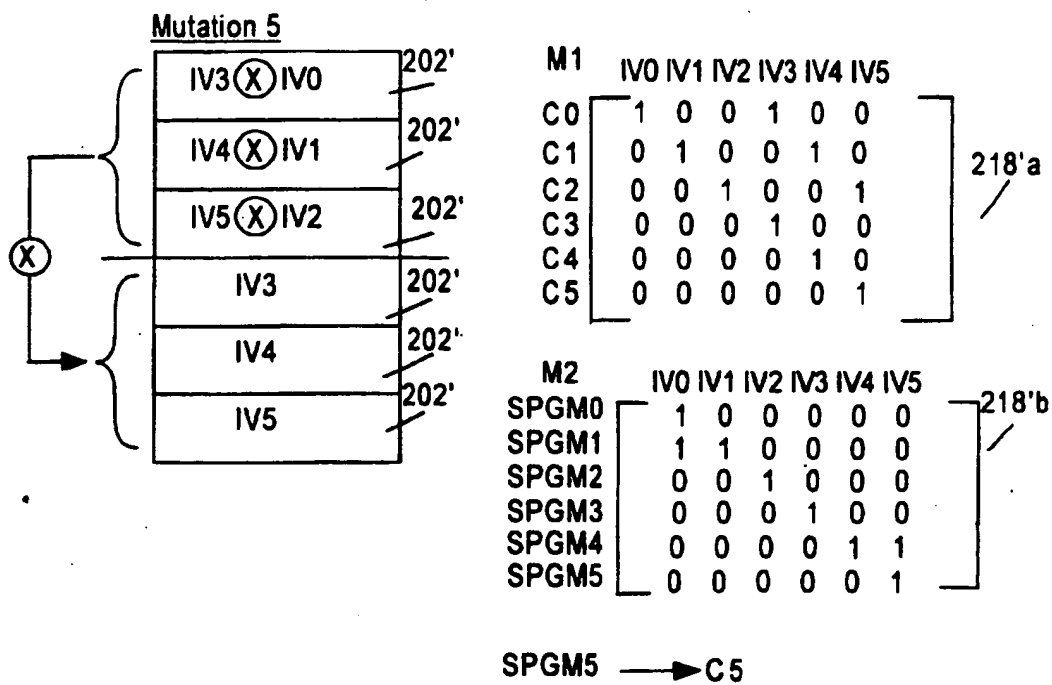 Mutation 5
IV3 X IV0 202'
IV4 X IV1 202'
IV5 X IV2 202'
X
IV3 202'
IV4 202'
IV5 202'
M1 IV0 IV1 IV2 IV3 IV4 IV5
C0 1 0 0 1 0 0
C1 0 1 0 0 1 0
C2 0 0 1 0 0 1
C3 0 0 0 1 0 0
C4 0 0 0 0 1 0
C5 0 0 0 0 0 1
218'a
M2 IV0 IV1 IV2 IV3 IV4 IV5
SPGM0 1 0 0 0 0 0
SPGM1 1 1 0 0 0 0
SPGM2 0 0 1 0 0 0
SPGM3 0 0 0 1 0 0
SPGM4 0 0 0 0 1 1
SPGM5 0 0 0 0 0 1
218'b
SPGM5 → C5